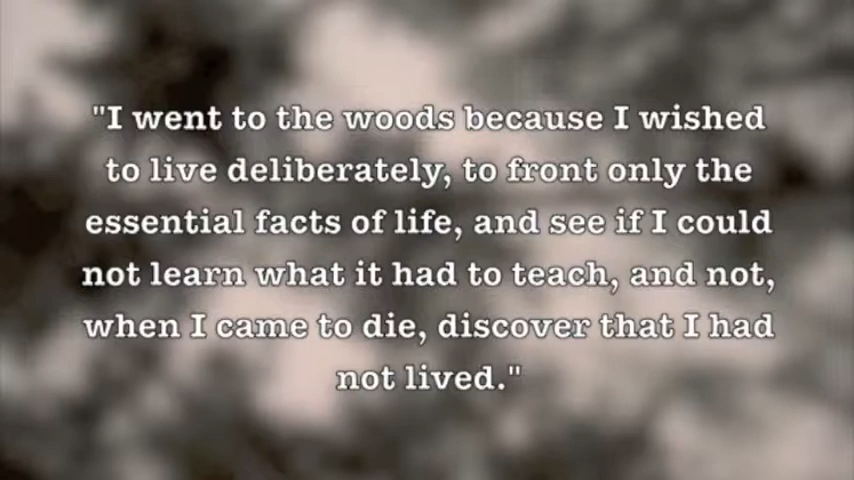 "I went to the woods because I wished
to live deliberately, to front only the
essential facts of life, and see if I could
not learn what it had to teach, and not,
when I came to die, discover that I had
not lived."